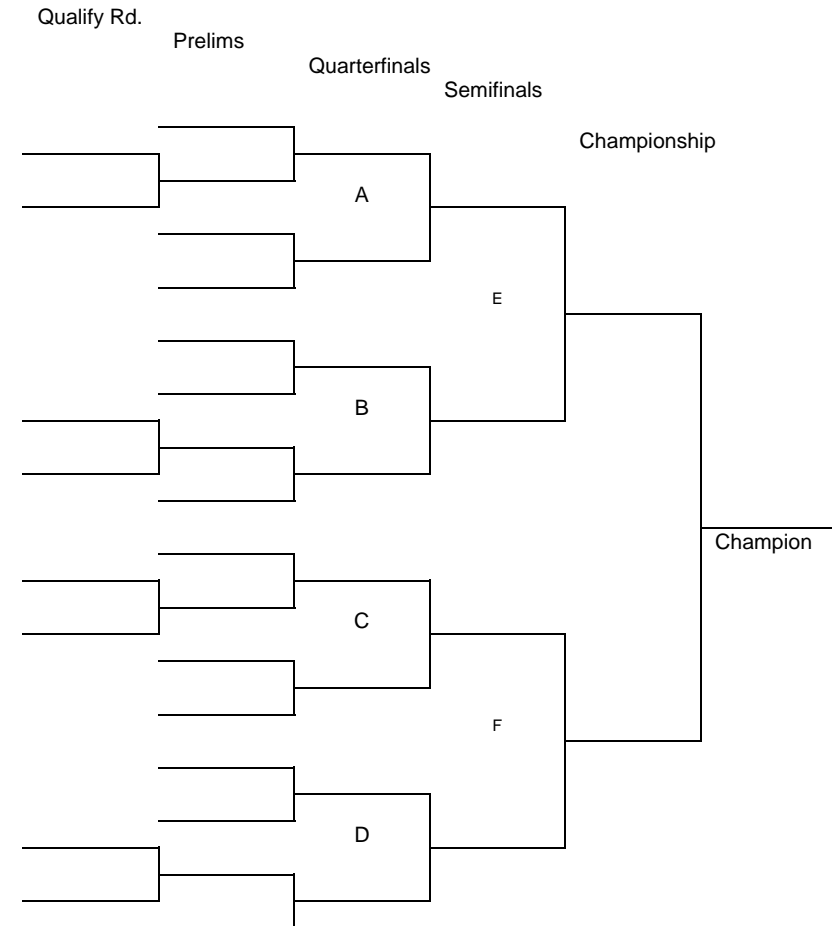 Qualify Rd.
Prelims
Quarterfinals
Semifinals
Championship
A
E
B
Champion
C
F
D